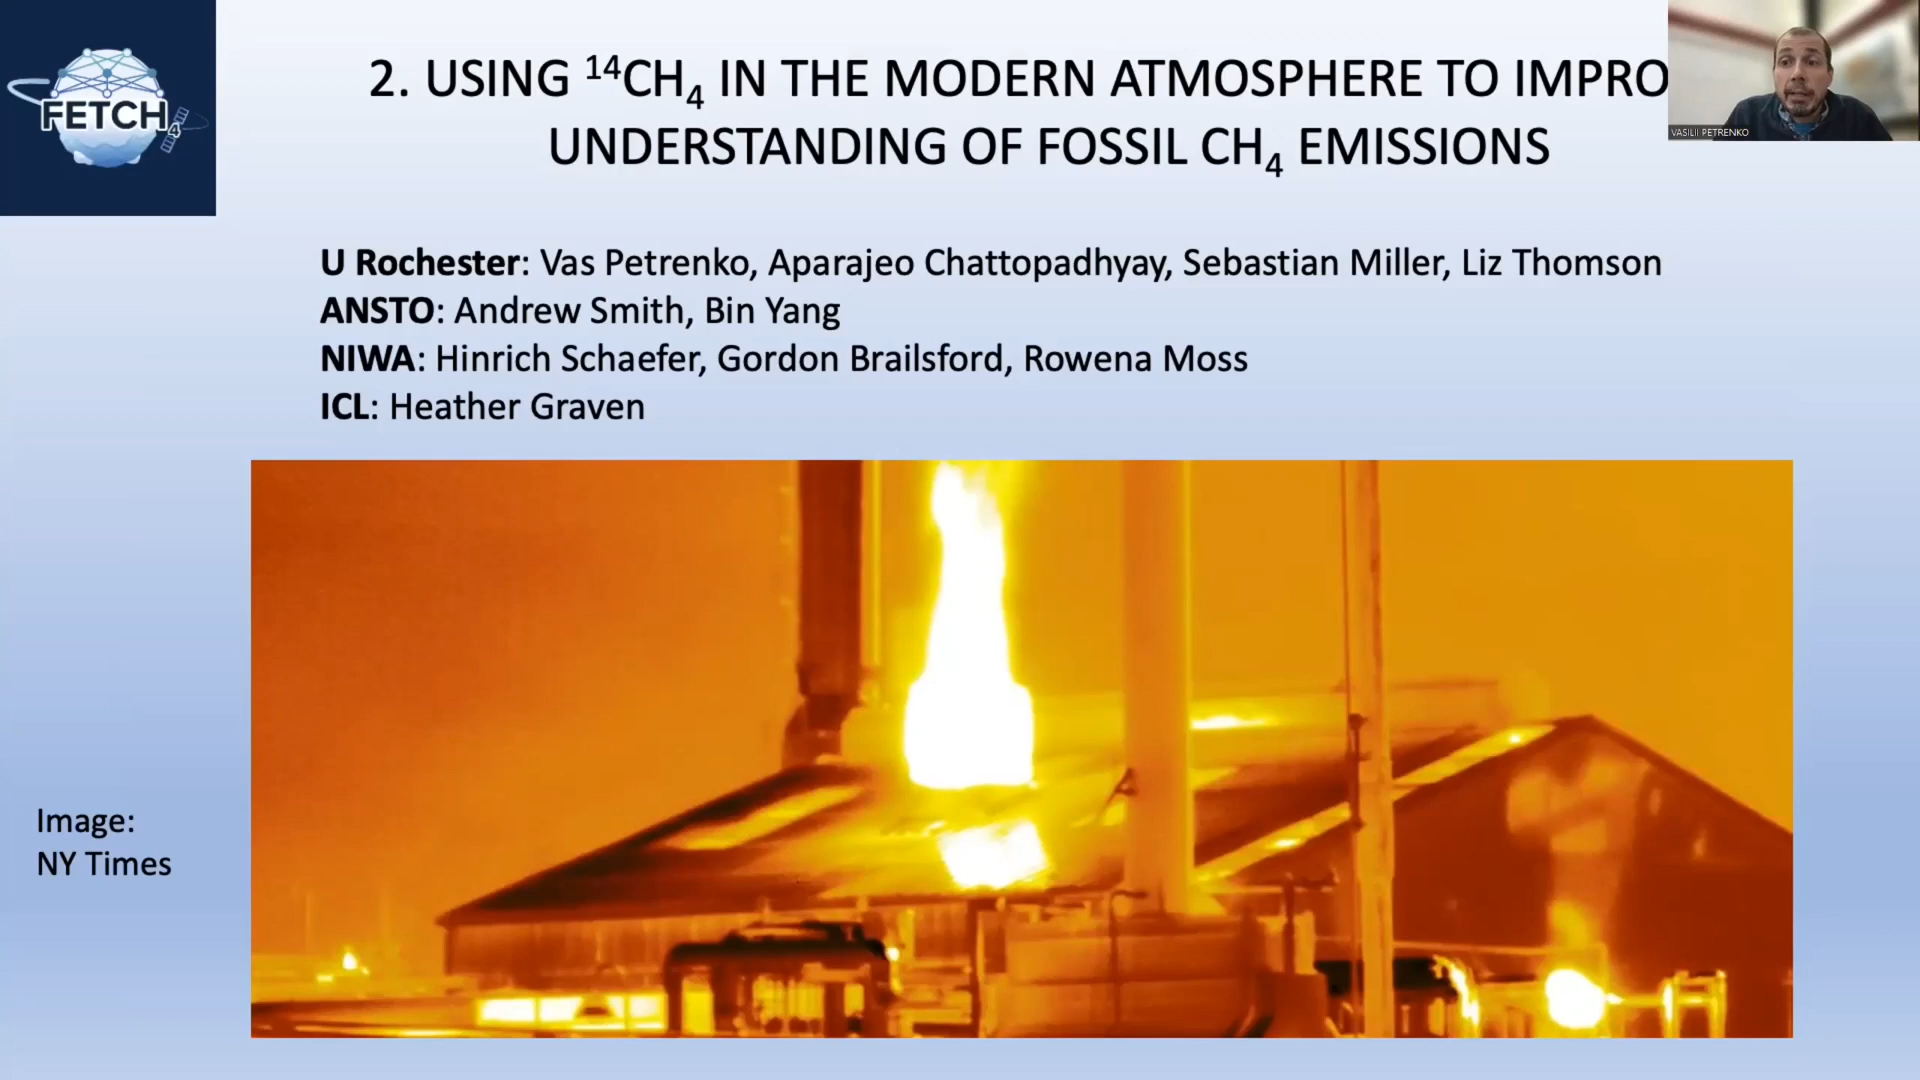 FETCH4
2. USING ¹⁴CH₄ IN THE MODERN ATMOSPHERE TO IMPRO
UNDERSTANDING OF FOSSIL CH₄ EMISSIONS
VASILII PETRENKO
U Rochester: Vas Petrenko, Aparajeo Chattopadhyay, Sebastian Miller, Liz Thomson
ANSTO: Andrew Smith, Bin Yang
NIWA: Hinrich Schaefer, Gordon Brailsford, Rowena Moss
ICL: Heather Graven
Image:
NY Times